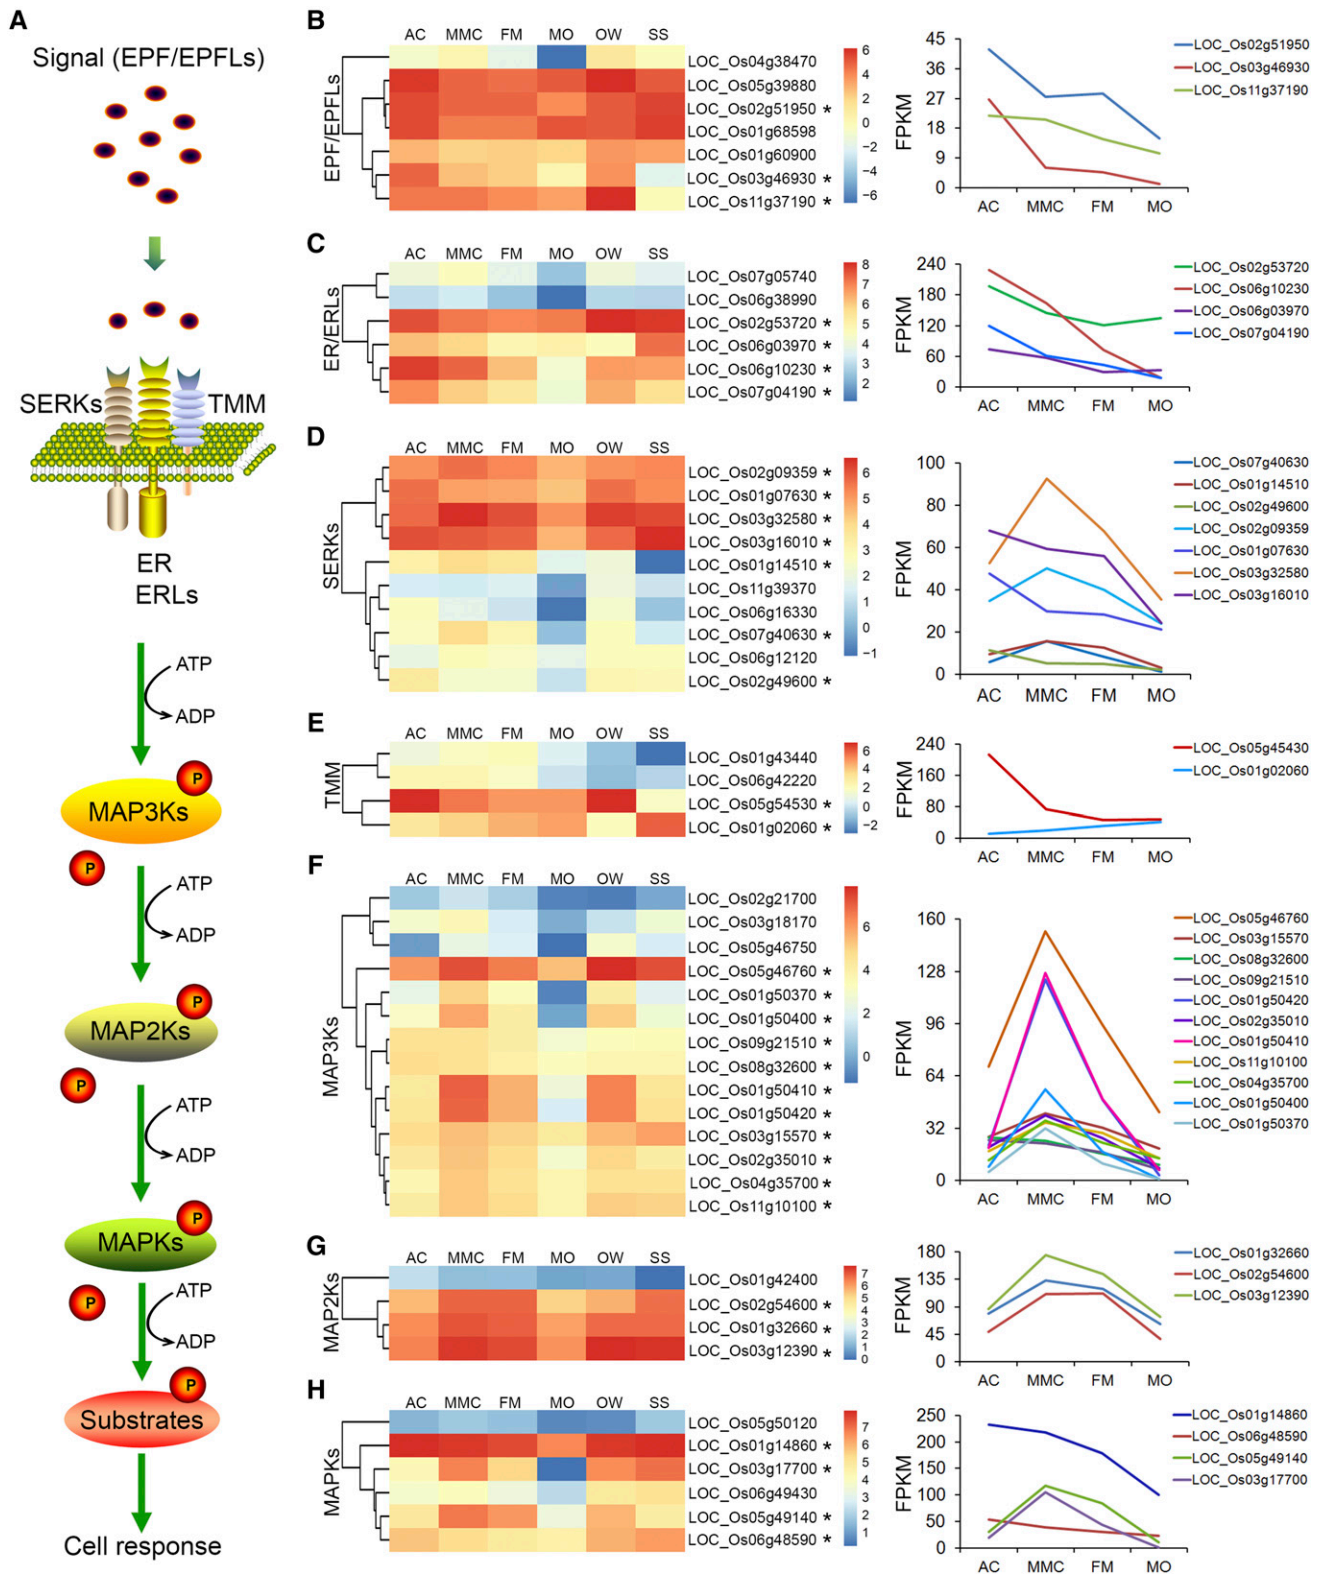 A
Signal (EPF/EPFLs)
SERKs
TMM
ER
ERLs
ATP
ADP
P
MAP3Ks
P
ATP
ADP
P
MAP2Ks
P
ATP
ADP
P
MAPKs
P
ATP
ADP
P
Substrates
Cell response
B
AC MMC FM MO OW SS
EPF/EPFLs
LOC_Os04g38470
LOC_Os05g39880
LOC_Os02g51950 *
LOC_Os01g68598
LOC_Os01g60900
LOC_Os03g46930 *
LOC_Os11g37190 *
6
4
2
0
−2
−4
−6
FPKM
45
36
27
18
9
0
AC MMC FM MO
LOC_Os02g51950
LOC_Os03g46930
LOC_Os11g37190
C
AC MMC FM MO OW SS
ER/ERLs
LOC_Os07g05740
LOC_Os06g38990
LOC_Os02g53720 *
LOC_Os06g03970 *
LOC_Os06g10230 *
LOC_Os07g04190 *
8
7
6
5
4
3
2
FPKM
240
180
120
60
0
AC MMC FM MO
LOC_Os02g53720
LOC_Os06g10230
LOC_Os06g03970
LOC_Os07g04190
D
AC MMC FM MO OW SS
SERKs
LOC_Os02g09359 *
LOC_Os01g07630 *
LOC_Os03g32580 *
LOC_Os03g16010 *
LOC_Os01g14510 *
LOC_Os11g39370
LOC_Os06g16330
LOC_Os07g40630 *
LOC_Os06g12120
LOC_Os02g49600 *
6
5
4
3
2
1
0
−1
FPKM
100
80
60
40
20
0
AC MMC FM MO
LOC_Os07g40630
LOC_Os01g14510
LOC_Os02g49600
LOC_Os02g09359
LOC_Os01g07630
LOC_Os03g32580
LOC_Os03g16010
E
AC MMC FM MO OW SS
TMM
LOC_Os01g43440
LOC_Os06g42220
LOC_Os05g54530 *
LOC_Os01g02060 *
6
4
2
0
−2
FPKM
240
160
80
0
AC MMC FM MO
LOC_Os05g45430
LOC_Os01g02060
F
AC MMC FM MO OW SS
MAP3Ks
LOC_Os02g21700
LOC_Os03g18170
LOC_Os05g46750
LOC_Os05g46760 *
LOC_Os01g50370 *
LOC_Os01g50400 *
LOC_Os09g21510 *
LOC_Os08g32600 *
LOC_Os01g50410 *
LOC_Os01g50420 *
LOC_Os03g15570 *
LOC_Os02g35010 *
LOC_Os04g35700 *
LOC_Os11g10100 *
6
4
2
0
FPKM
160
128
96
64
32
0
AC MMC FM MO
LOC_Os05g46760
LOC_Os03g15570
LOC_Os08g32600
LOC_Os09g21510
LOC_Os01g50420
LOC_Os02g35010
LOC_Os01g50410
LOC_Os11g10100
LOC_Os04g35700
LOC_Os01g50400
LOC_Os01g50370
G
AC MMC FM MO OW SS
MAP2Ks
LOC_Os01g42400
LOC_Os02g54600 *
LOC_Os01g32660 *
LOC_Os03g12390 *
7
6
5
4
3
2
1
0
FPKM
180
135
90
45
0
AC MMC FM MO
LOC_Os01g32660
LOC_Os02g54600
LOC_Os03g12390
H
AC MMC FM MO OW SS
MAPKs
LOC_Os05g50120
LOC_Os01g14860 *
LOC_Os03g17700 *
LOC_Os06g49430
LOC_Os05g49140 *
LOC_Os06g48590 *
7
6
5
4
3
2
1
FPKM
250
200
150
100
50
0
AC MMC FM MO
LOC_Os01g14860
LOC_Os06g48590
LOC_Os05g49140
LOC_Os03g17700